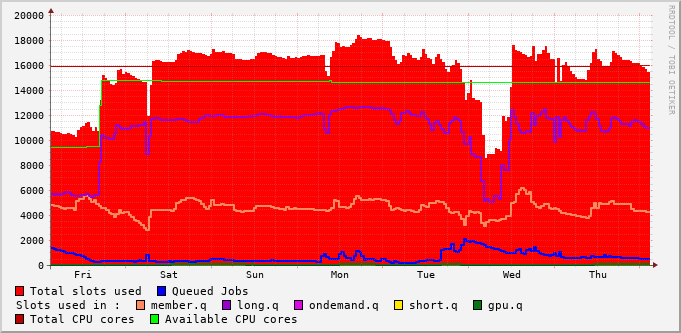 20000
18000
16000
14000
12000
10000
8000
6000
4000
2000
0
Fri Sat Sun Mon Tue Wed Thu
RRDTOOL / TOBI OETIKER
Total slots used Queued Jobs
Slots used in : member.q long.q ondemand.q short.q gpu.q
Total CPU cores Available CPU cores